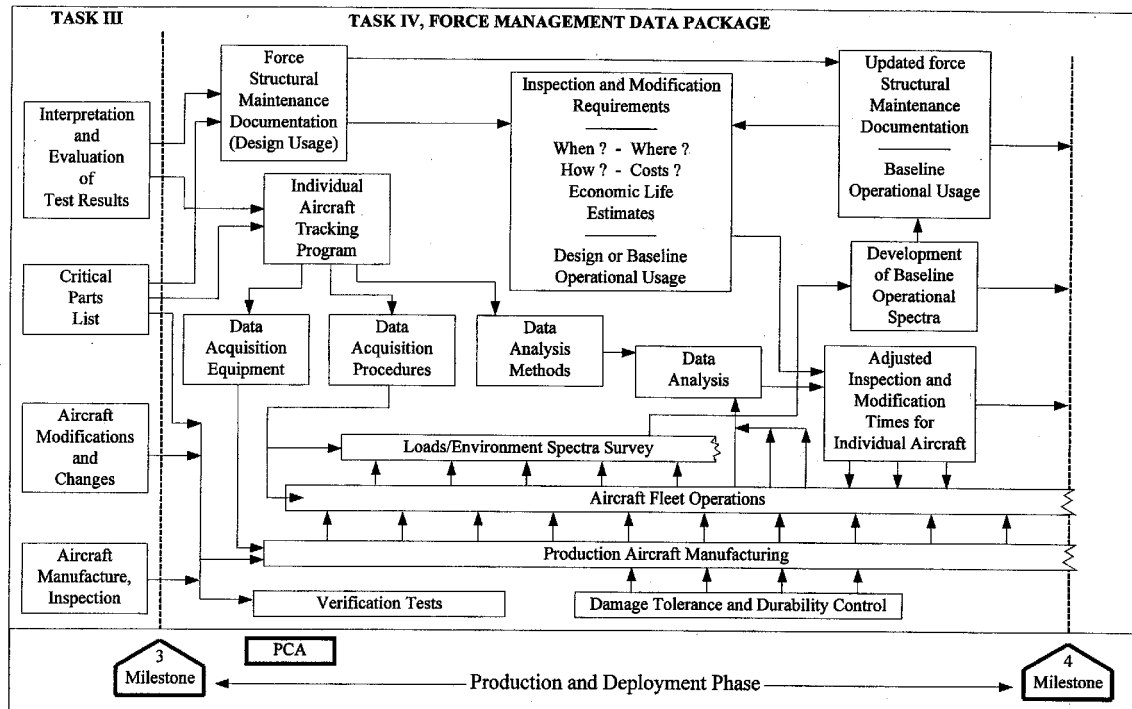 TASK III
TASK IV, FORCE MANAGEMENT DATA PACKAGE
Interpretation
and
Evaluation
of
Test Results
Critical
Parts
List
Aircraft
Modifications
and
Changes
Aircraft
Manufacture,
Inspection
Force
Structural
Maintenance
Documentation
(Design Usage)
Individual
Aircraft
Tracking
Program
Inspection and Modification
Requirements
When ? - Where ?
How ? - Costs ?
Economic Life
Estimates
Design or Baseline
Operational Usage
Updated force
Structural
Maintenance
Documentation
Baseline
Operational Usage
Development
of Baseline
Operational
Spectra
Data
Acquisition
Equipment
Data
Acquisition
Procedures
Data
Analysis
Methods
Data
Analysis
Adjusted
Inspection and
Modification
Times for
Individual Aircraft
Loads/Environment Spectra Survey
Aircraft Fleet Operations
Production Aircraft Manufacturing
Verification Tests
Damage Tolerance and Durability Control
3
Milestone
PCA
Production and Deployment Phase
4
Milestone